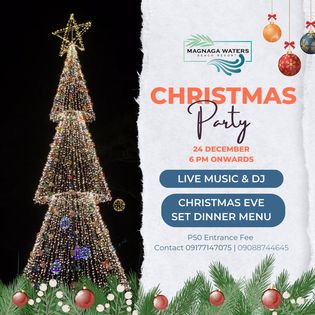 MAGNAGA WATERS
BEACH RESORT
CHRISTMAS
Party
24 DECEMBER
6 PM ONWARDS
LIVE MUSIC & DJ
CHRISTMAS EVE
SET DINNER MENU
P50 Entrance Fee
Contact 09177147075 | 09088744645